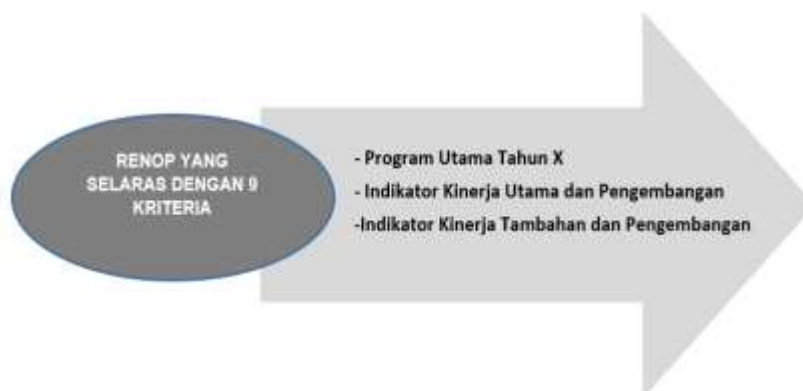 RENOP YANG
SELARAS DENGAN 9
KRITERIA
- Program Utama Tahun X
- Indikator Kinerja Utama dan Pengembangan
-Indikator Kinerja Tambahan dan Pengembangan